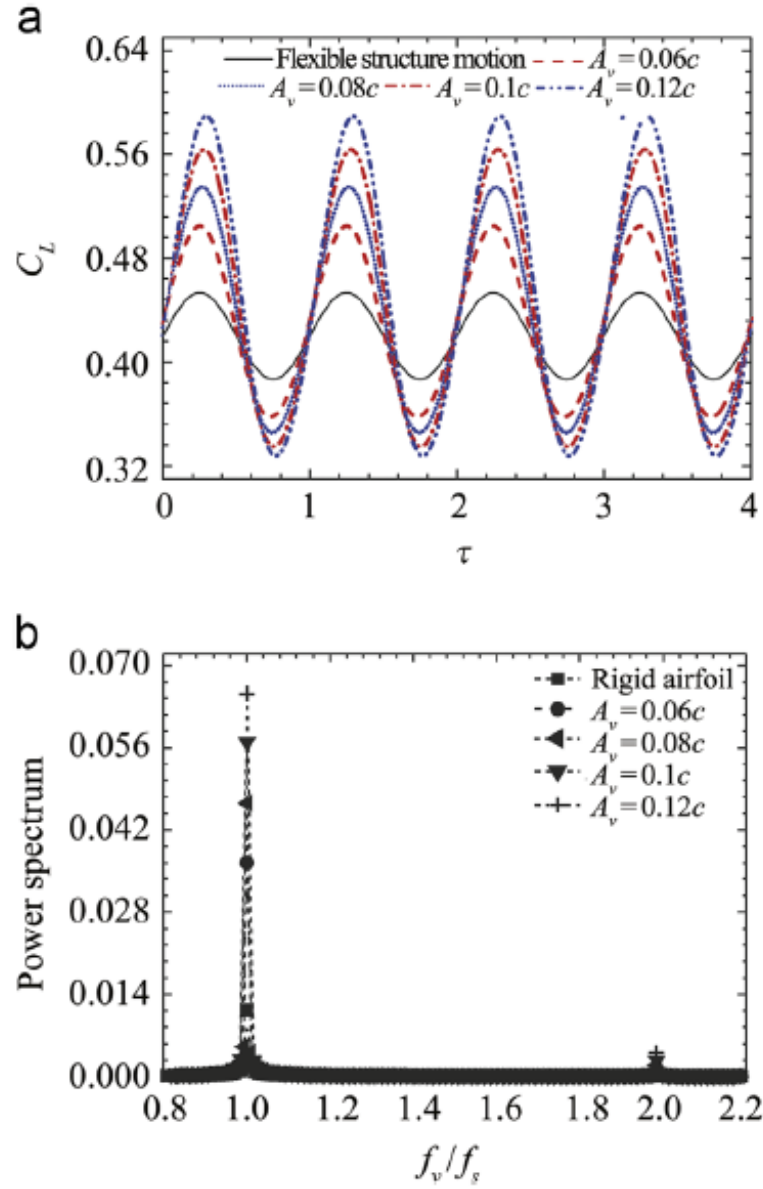 a
0.64
Flexible structure motion A_v = 0.06c
A_v = 0.08c A_v = 0.1c A_v = 0.12c
0.56
0.48
C_L
0.40
0.32
0 1 2 3 4
τ
b
0.070
Rigid airfoil
A_v = 0.06c
0.056
A_v = 0.08c
A_v = 0.1c
0.042
A_v = 0.12c
Power spectrum
0.028
0.014
0.000
0.8 1.0 1.2 1.4 1.6 1.8 2.0 2.2
f_v/f_s